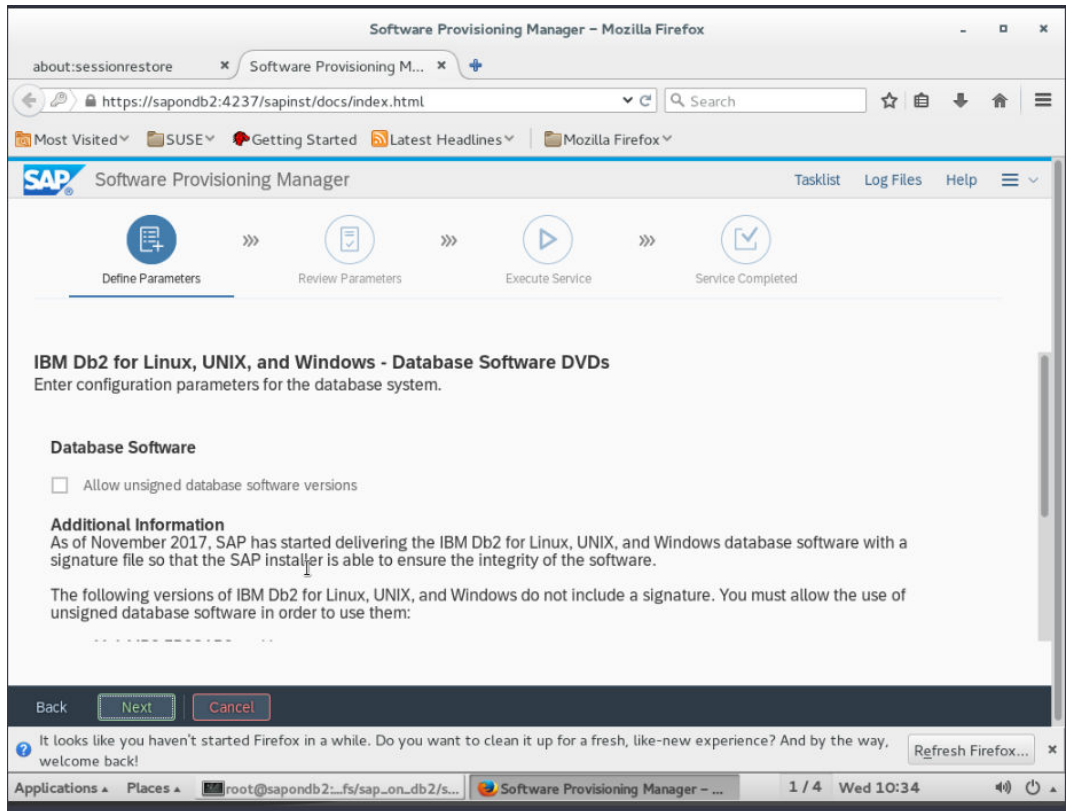 Software Provisioning Manager – Mozilla Firefox
about:sessionrestore
Software Provisioning M...
https://sapondb2:4237/sapinst/docs/index.html
Search
Most Visited
SUSE
Getting Started
Latest Headlines
Mozilla Firefox
SAP
Software Provisioning Manager
Tasklist
Log Files
Help
Define Parameters
Review Parameters
Execute Service
Service Completed
IBM Db2 for Linux, UNIX, and Windows - Database Software DVDs
Enter configuration parameters for the database system.
Database Software
Allow unsigned database software versions
Additional Information
As of November 2017, SAP has started delivering the IBM Db2 for Linux, UNIX, and Windows database software with a
signature file so that the SAP installer is able to ensure the integrity of the software.
The following versions of IBM Db2 for Linux, UNIX, and Windows do not include a signature. You must allow the use of
unsigned database software in order to use them:
Back
Next
Cancel
It looks like you haven't started Firefox in a while. Do you want to clean it up for a fresh, like-new experience? And by the way,
welcome back!
Refresh Firefox...
Applications
Places
root@sapondb2:_fs/sap_on_db2/s...
Software Provisioning Manager – ...
1 / 4
Wed 10:34